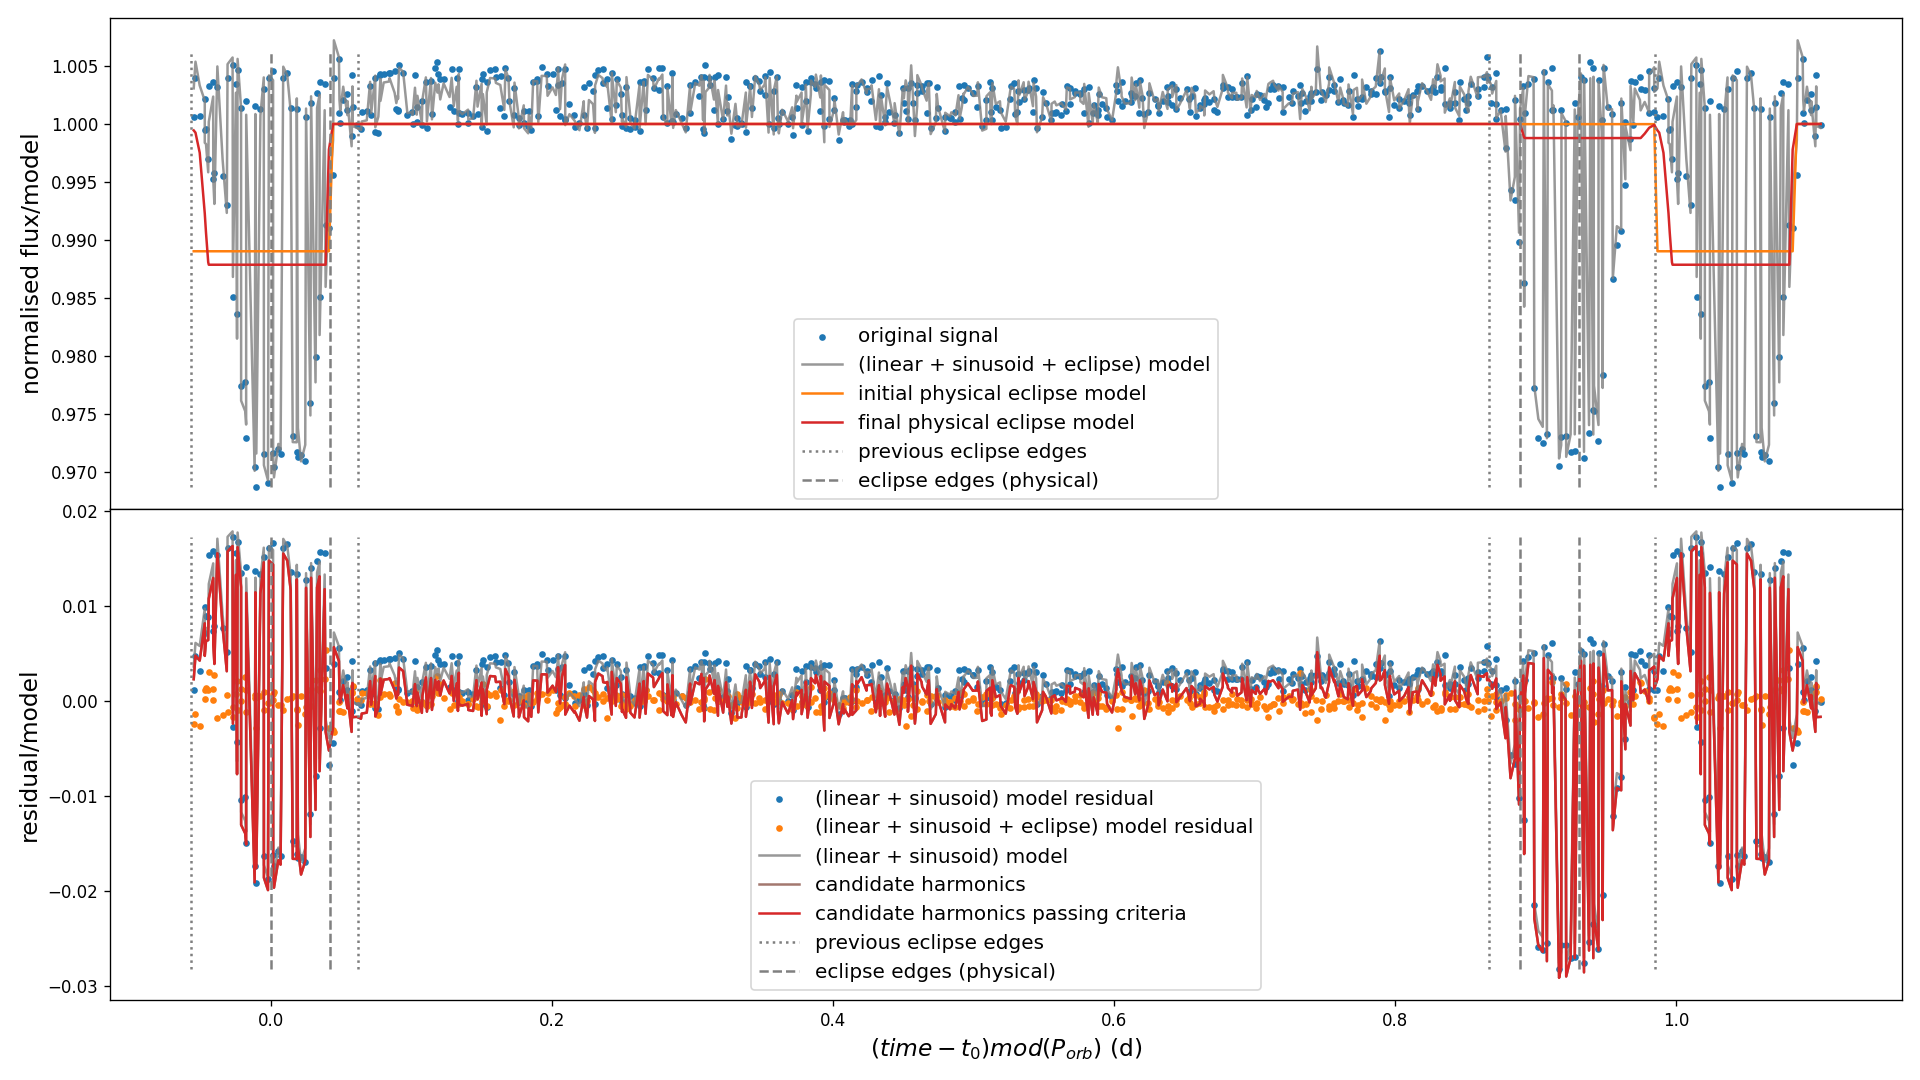 normalised flux/model
1.005
1.000
0.995
0.990
0.985
0.980
0.975
0.970
original signal
(linear + sinusoid + eclipse) model
initial physical eclipse model
final physical eclipse model
previous eclipse edges
eclipse edges (physical)
residual/model
0.02
0.01
0.00
−0.01
−0.02
−0.03
(linear + sinusoid) model residual
(linear + sinusoid + eclipse) model residual
(linear + sinusoid) model
candidate harmonics
candidate harmonics passing criteria
previous eclipse edges
eclipse edges (physical)
0.0 0.2 0.4 0.6 0.8 1.0
(time − t₀)mod(P_orb) (d)